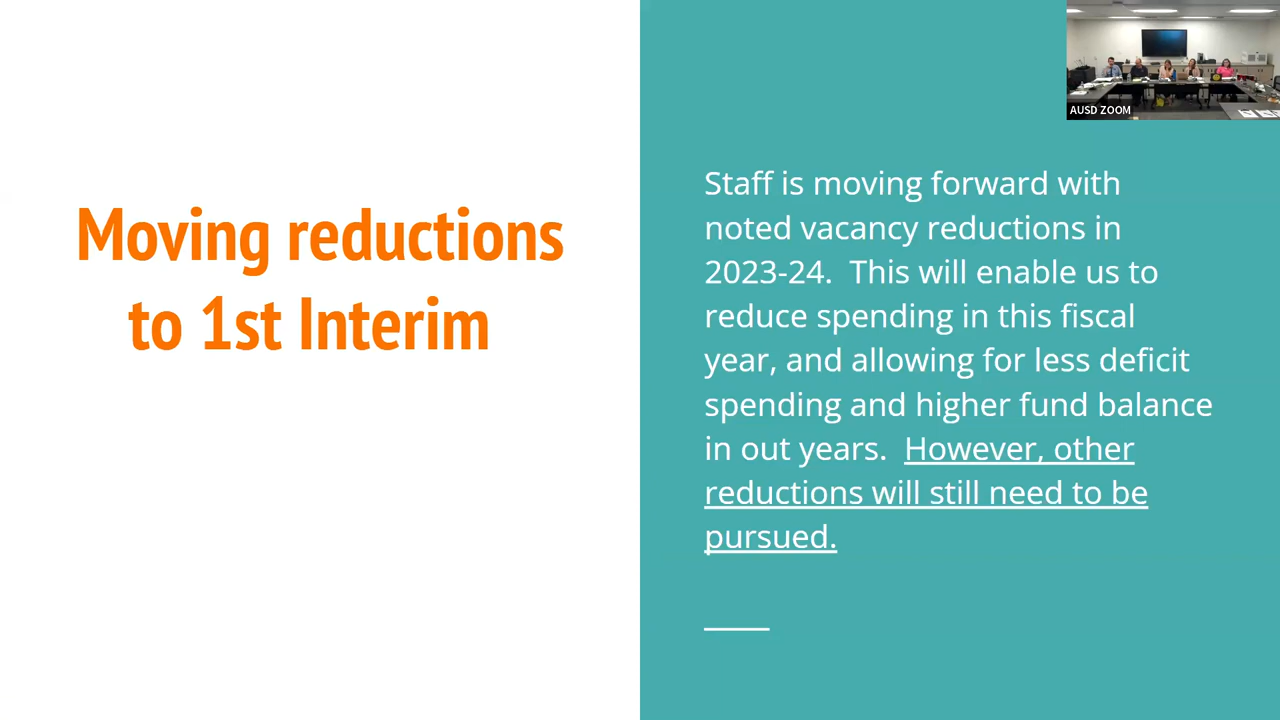 Moving reductions
to 1st Interim
AUSD ZOOM
Staff is moving forward with
noted vacancy reductions in
2023-24.  This will enable us to
reduce spending in this fiscal
year, and allowing for less deficit
spending and higher fund balance
in out years.  However, other
reductions will still need to be
pursued.